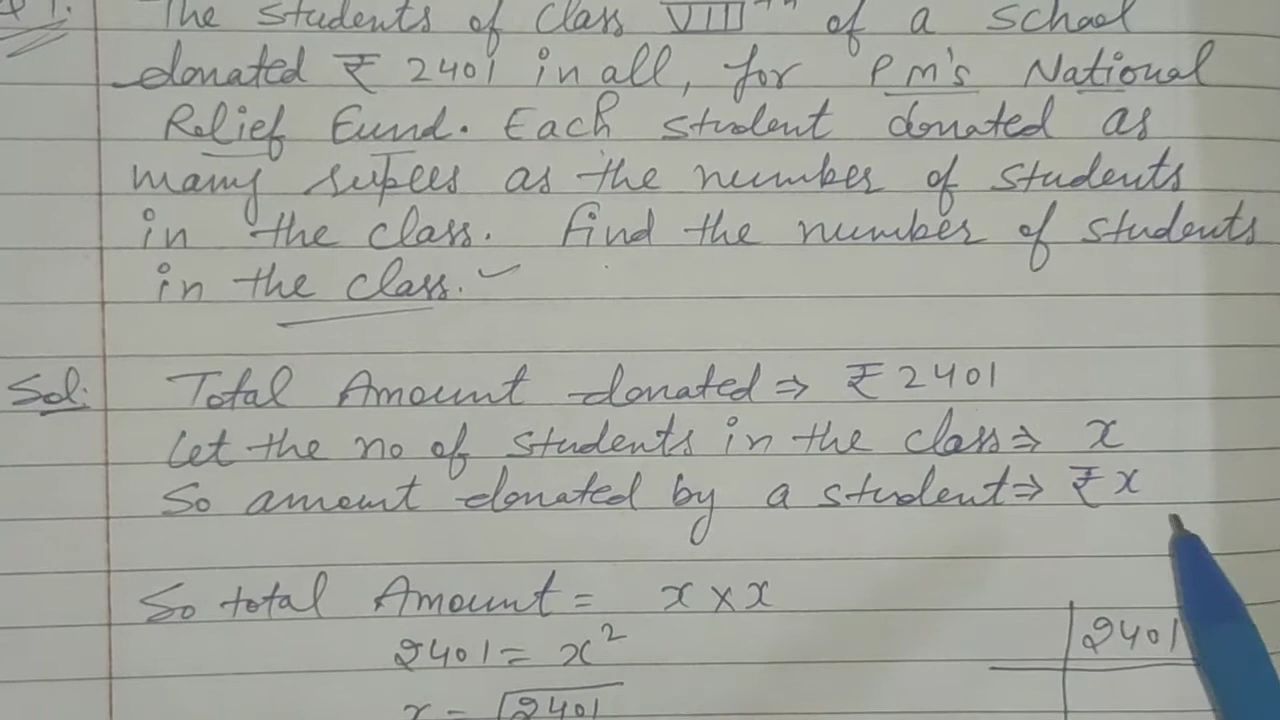 Q 1. The students of Class VIIIth of a School
donated ₹ 2401 in all, for PM's National
Relief Fund. Each student donated as
many rupees as the number of students
in the class. Find the number of students
in the class.
Sol: Total Amount donated ⇒ ₹ 2401
Let the no of students in the class ⇒ x
So amount donated by a student ⇒ ₹ x
So total Amount = x × x
2401 = x²
2401
x = √2401